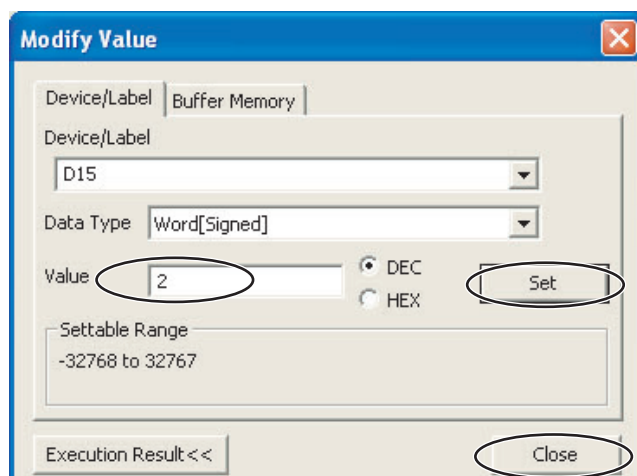 Modify Value
Device/Label Buffer Memory
Device/Label
D15
Data Type Word[Signed]
Value 2 DEC Set
HEX
Settable Range
-32768 to 32767
Execution Result<< Close